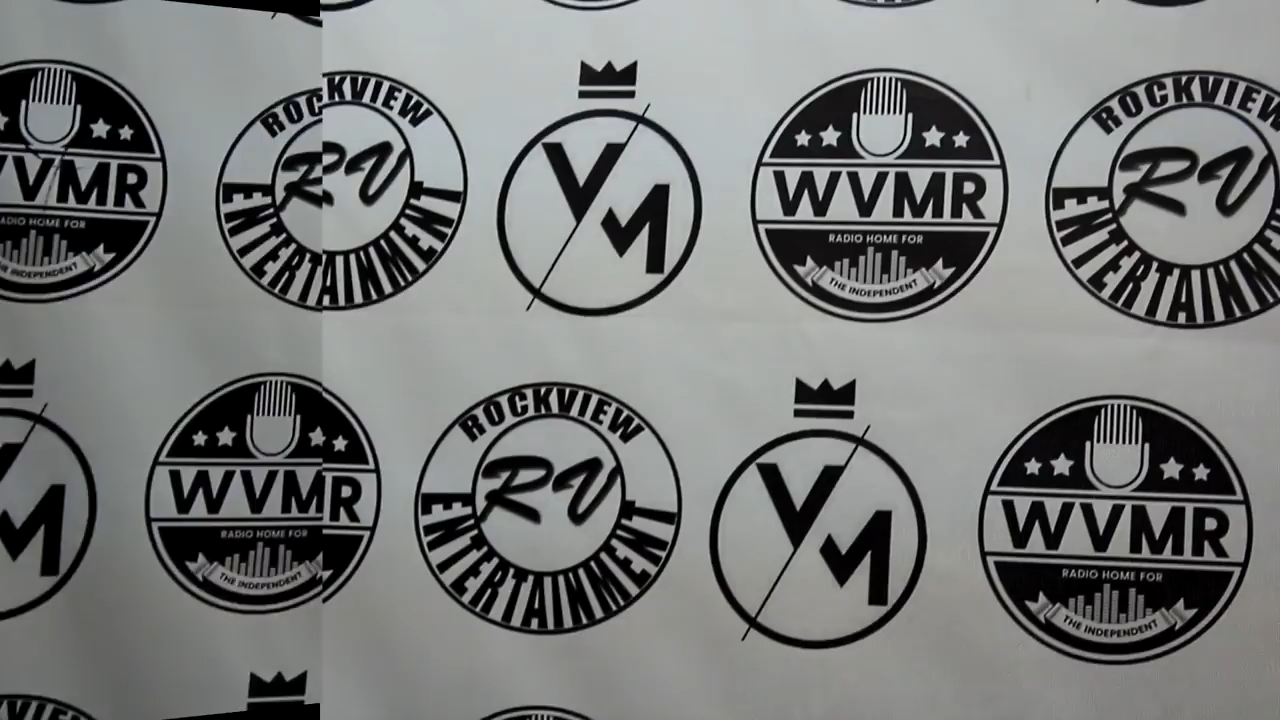 WVMR
RADIO HOME FOR
THE INDEPENDENT
ROCKVIEW
RV
ENTERTAINMENT
VM
WVMR
RADIO HOME FOR
THE INDEPENDENT
ROCKVIEW
RV
ENTERTAINMENT
M
WVMR
RADIO HOME FOR
THE INDEPENDENT
ROCKVIEW
RV
ENTERTAINMENT
VM
WVMR
RADIO HOME FOR
THE INDEPENDENT